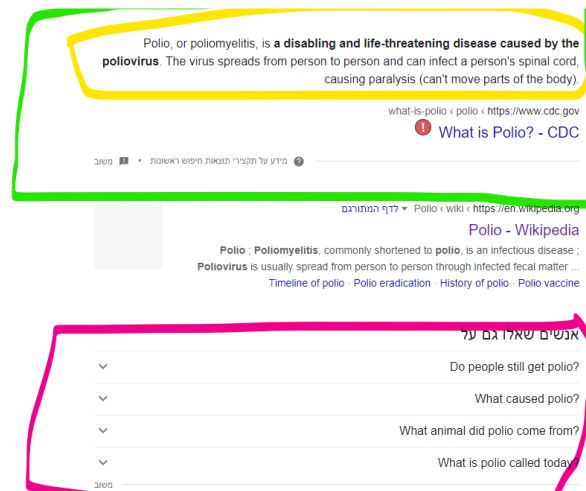 Polio, or poliomyelitis, is a disabling and life-threatening disease caused by the
poliovirus. The virus spreads from person to person and can infect a person's spinal cord,
causing paralysis (can't move parts of the body).
what-is-polio › polio › https://www.cdc.gov
What is Polio? - CDC
מידע על תקצירי תוצאות חיפוש ראשונות • משוב
לדף המתורגם ▾ Polio › wiki › https://en.wikipedia.org
Polio - Wikipedia
Polio ; Poliomyelitis, commonly shortened to polio, is an infectious disease ;
Poliovirus is usually spread from person to person through infected fecal matter ...
Timeline of polio · Polio eradication · History of polio · Polio vaccine
אנשים שאלו גם על
Do people still get polio?
What caused polio?
What animal did polio come from?
What is polio called today?
משוב